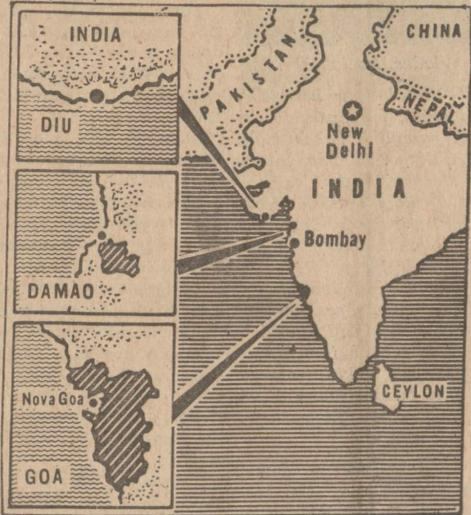 INDIA
DIU
DAMAO
Nova Goa
GOA
PAKISTAN
CHINA
NEPAL
New
Delhi
INDIA
Bombay
CEYLON